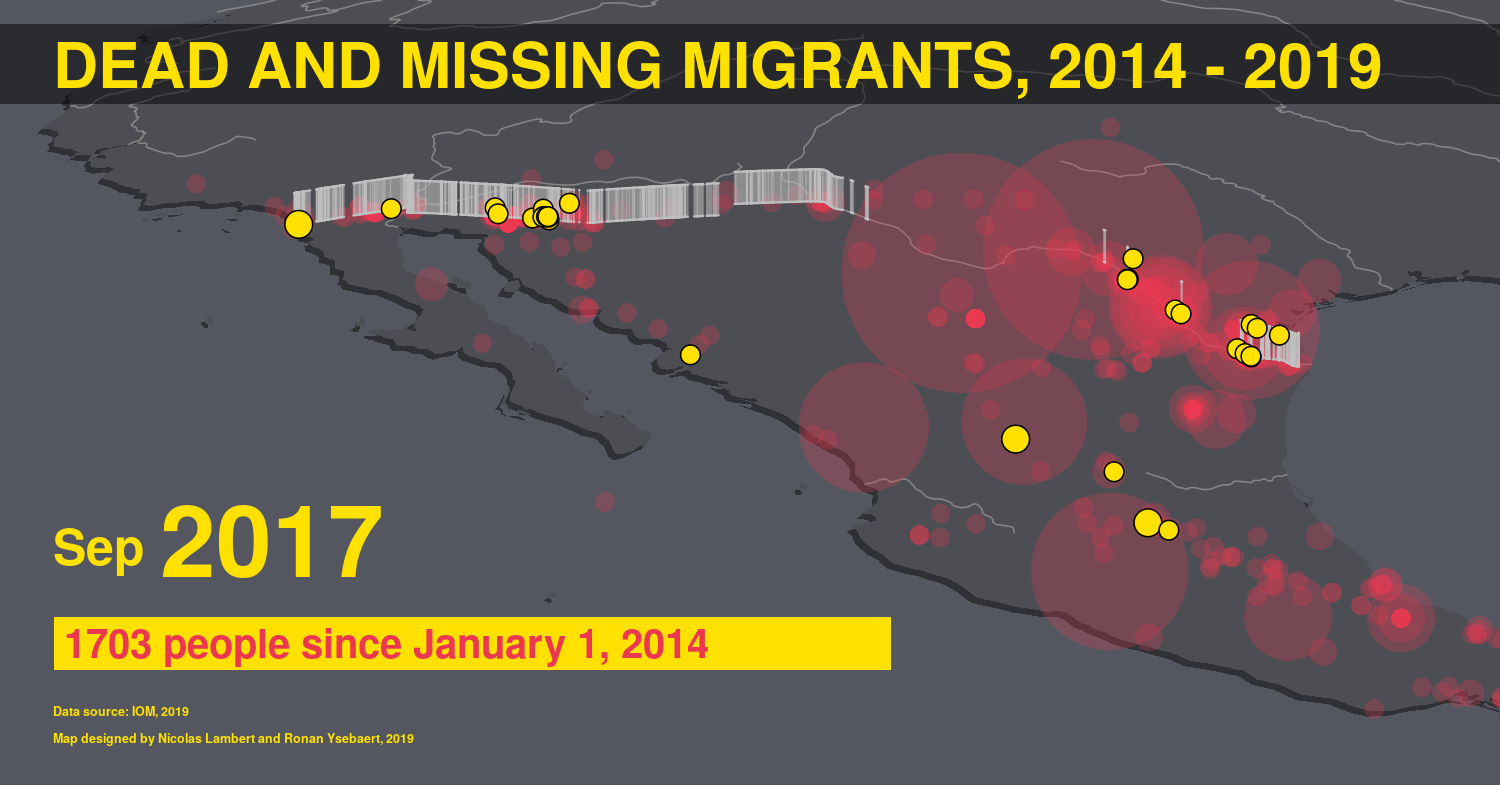 DEAD AND MISSING MIGRANTS, 2014 - 2019
Sep 2017
1703 people since January 1, 2014
Data source: IOM, 2019
Map designed by Nicolas Lambert and Ronan Ysebaert, 2019